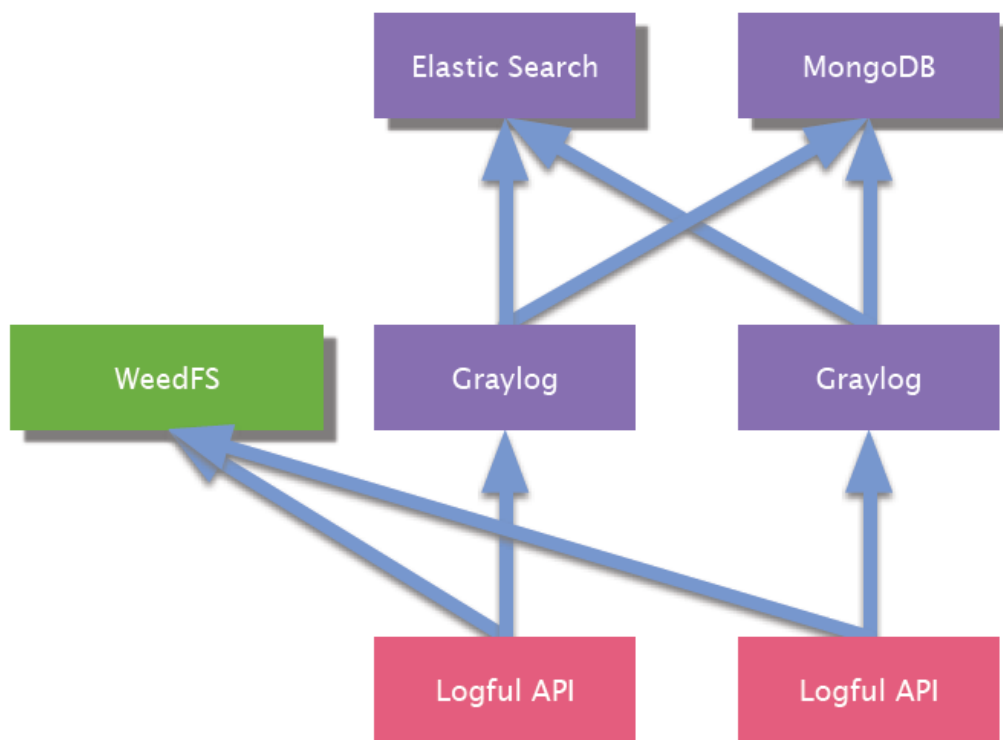 Elastic Search
MongoDB
WeedFS
Graylog
Graylog
Logful API
Logful API